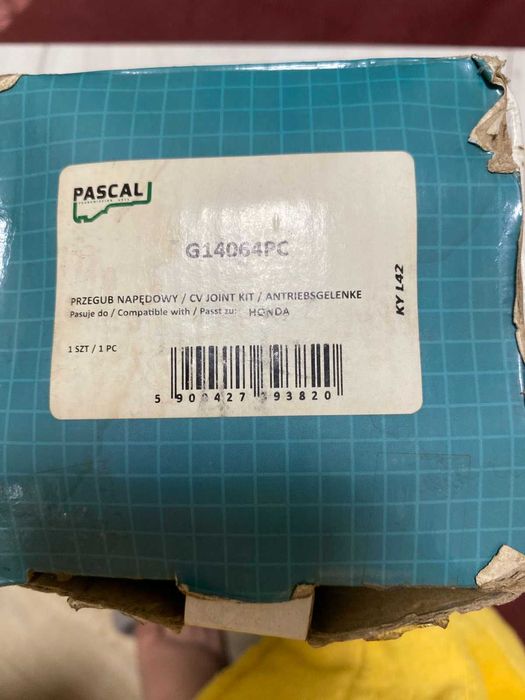 PASCAL
G14064PC
PRZEGUB NAPĘDOWY / CV JOINT KIT / ANTRIEBSGELENKE
Pasuje do / Compatible with / Passt zu: HONDA
1 SZT / 1 PC
KY L42